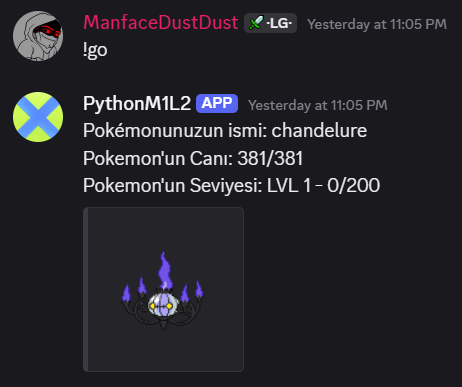 ManfaceDustDust ·LG· Yesterday at 11:05 PM
!go
PythonM1L2 APP Yesterday at 11:05 PM
Pokémonunuzun ismi: chandelure
Pokemon'un Canı: 381/381
Pokemon'un Seviyesi: LVL 1 - 0/200